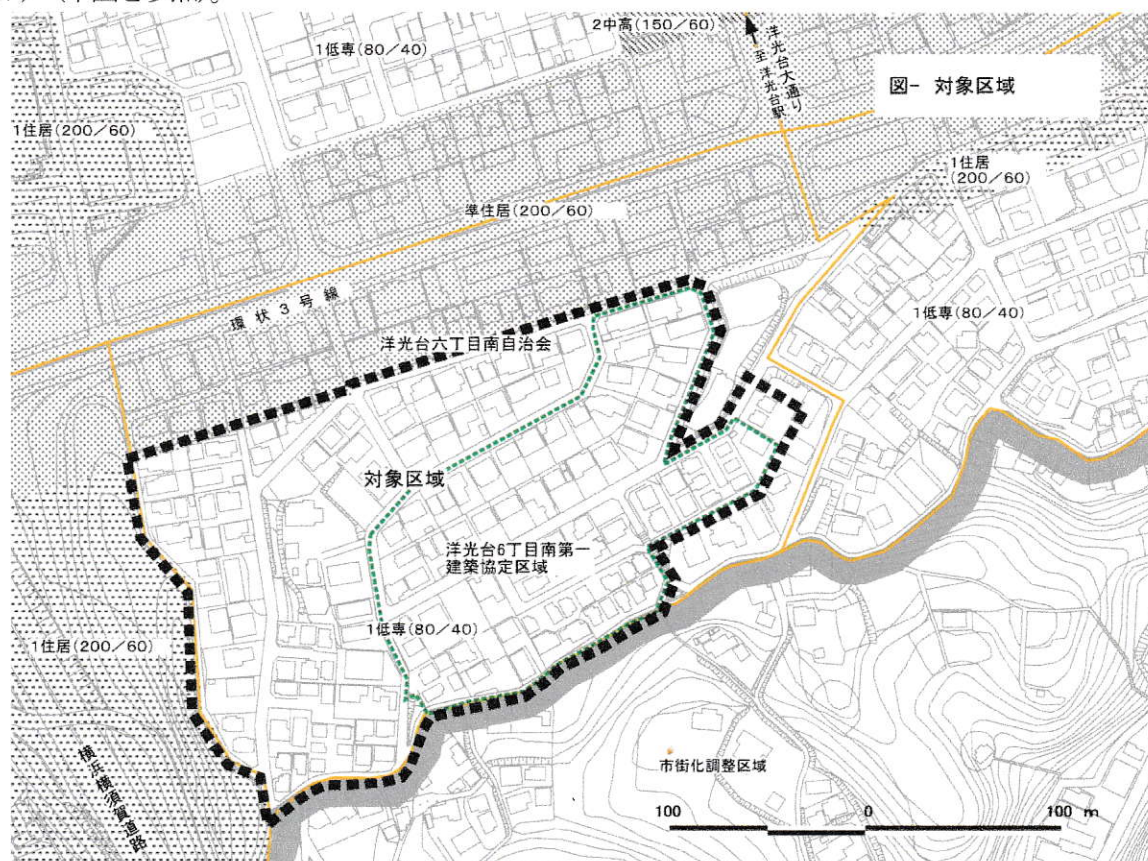 2中高(150/60)
1低専(80/40)
洋光台大通り
至洋光台駅
図- 対象区域
1住居(200/60)
1住居
(200/60)
準住居(200/60)
環状3号線
1低専(80/40)
洋光台六丁目南自治会
対象区域
洋光台6丁目南第一
建築協定区域
1低専(80/40)
1住居(200/60)
横浜横須賀道路
市街化調整区域
100 0 100 m